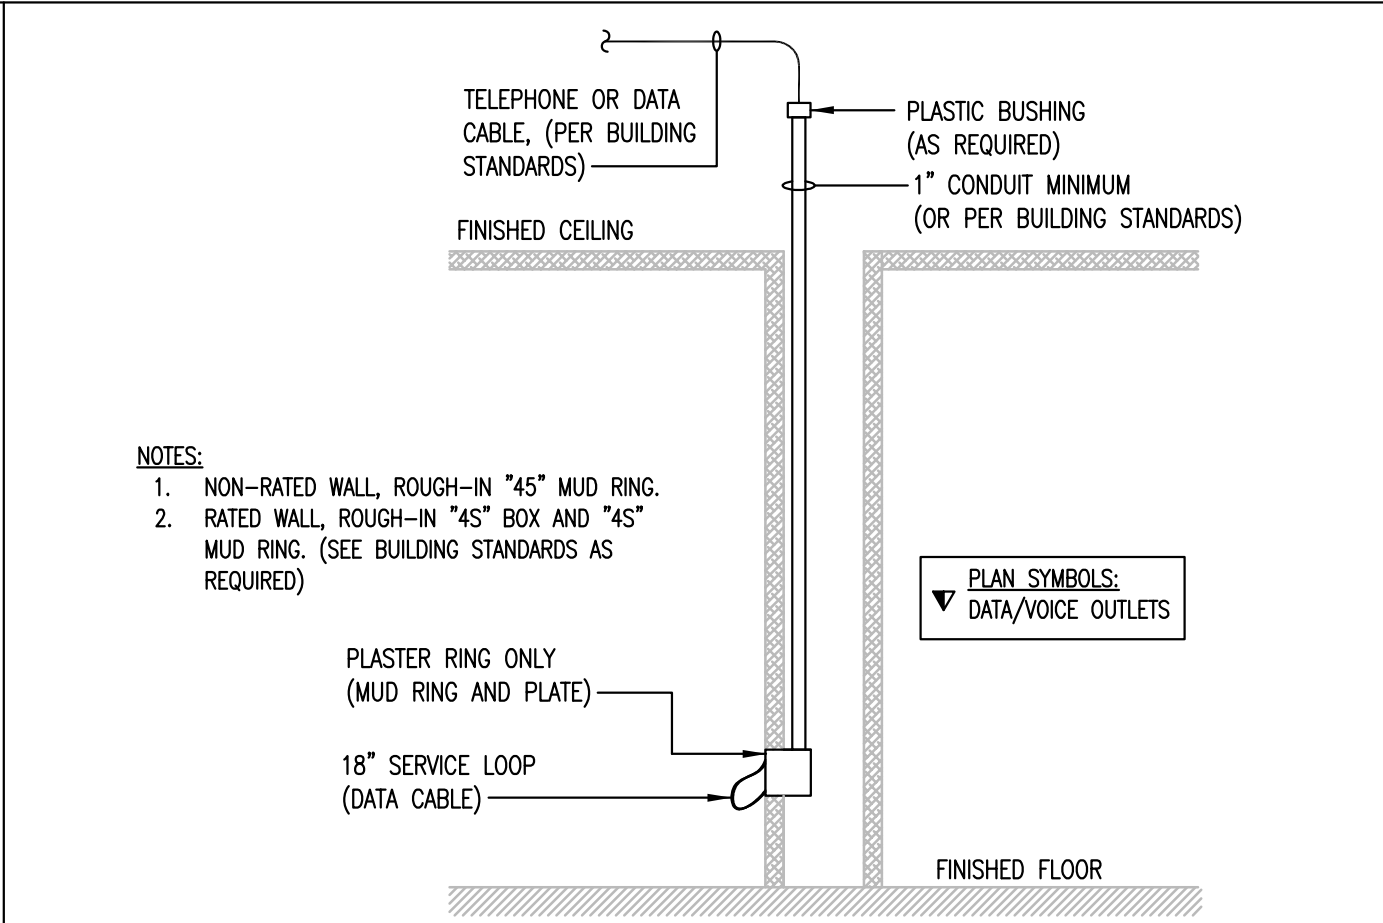 TELEPHONE OR DATA
CABLE, (PER BUILDING
STANDARDS)
PLASTIC BUSHING
(AS REQUIRED)
1" CONDUIT MINIMUM
(OR PER BUILDING STANDARDS)
FINISHED CEILING
NOTES:
1. NON-RATED WALL, ROUGH-IN "45" MUD RING.
2. RATED WALL, ROUGH-IN "4S" BOX AND "4S"
MUD RING. (SEE BUILDING STANDARDS AS
REQUIRED)
PLAN SYMBOLS:
DATA/VOICE OUTLETS
PLASTER RING ONLY
(MUD RING AND PLATE)
18" SERVICE LOOP
(DATA CABLE)
FINISHED FLOOR